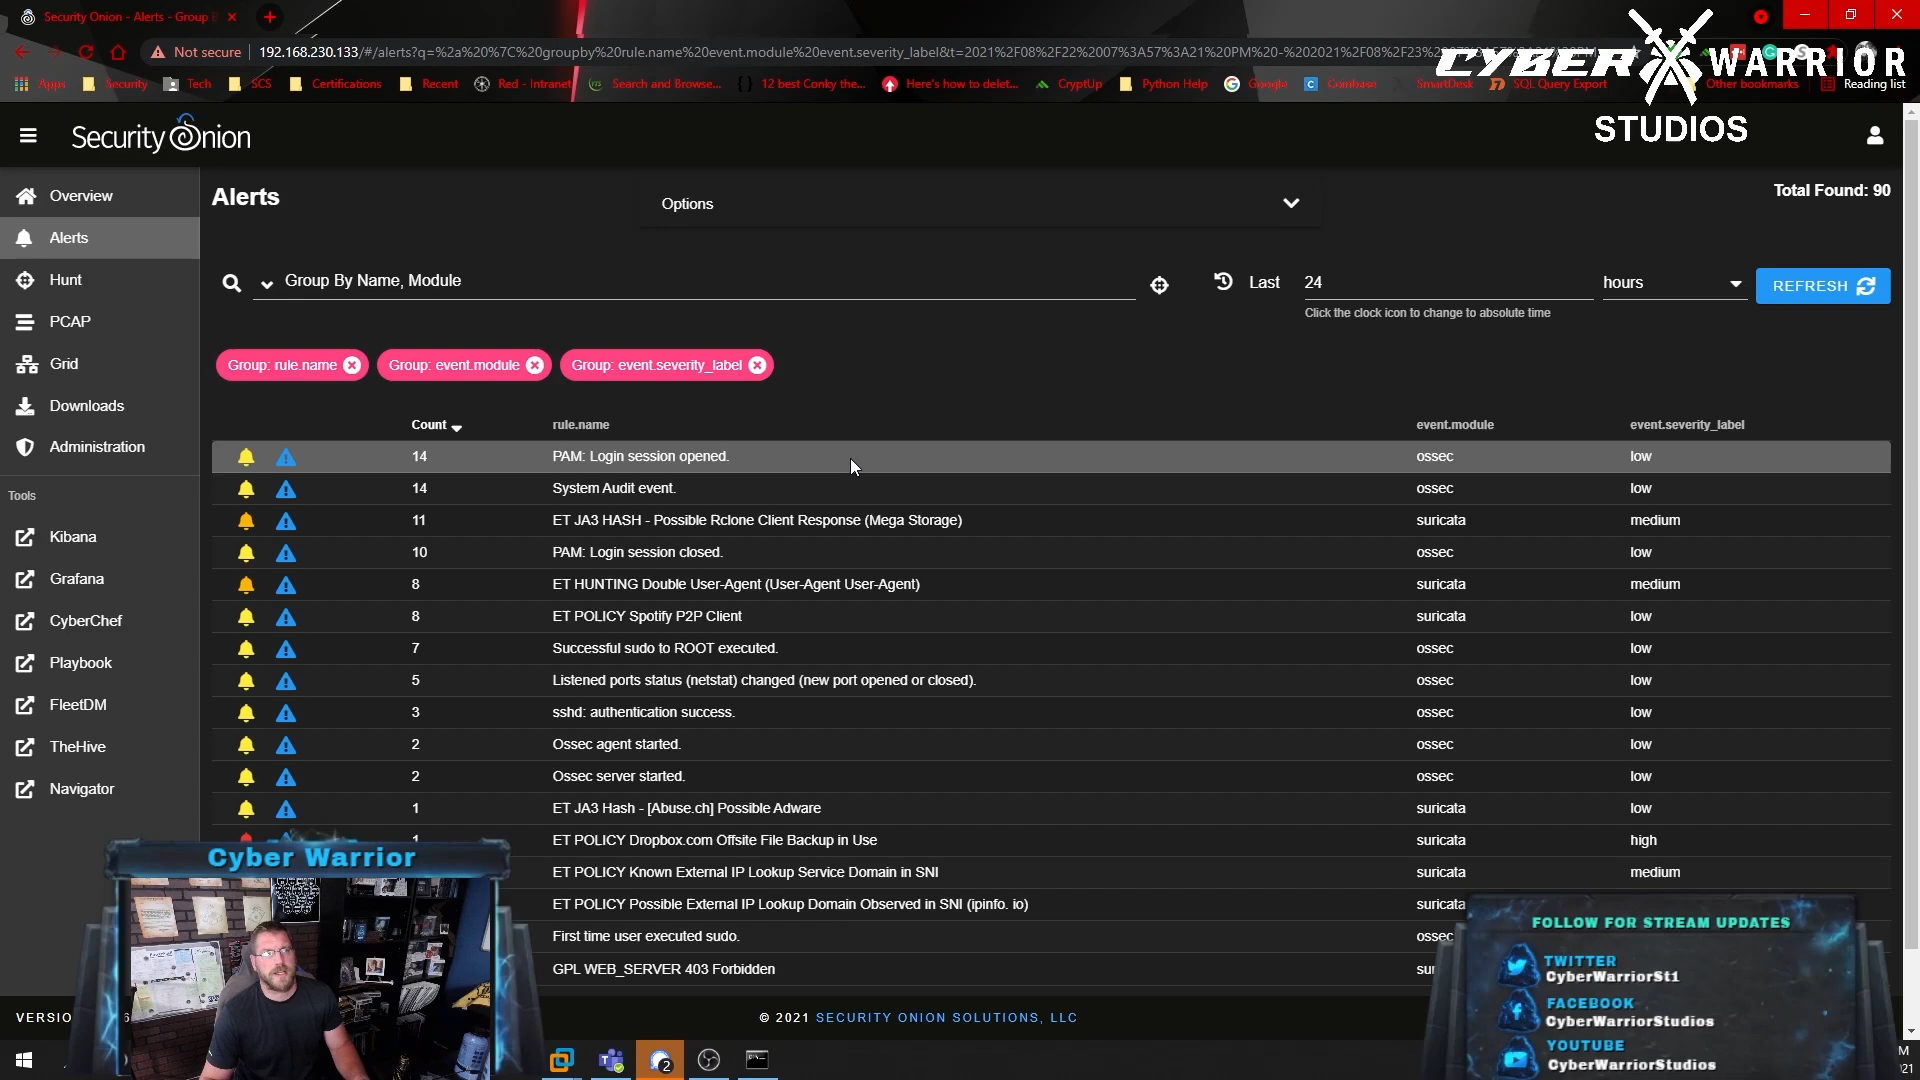 Security Onion - Alerts - Group
Not secure
192.168.230.133/#/alerts?q=%2a%20%7C%20groupby%20rule.name%20event.module%20event.severity_label&t=2021%2F08%2F22%2007%3A57%3A21%20PM%20-%202021%2F08%2F23%2007%3A57%3A21%20PM
CYBER WARRIOR
STUDIOS
Apps
Security
Tech
SCS
Certifications
Recent
Red - Intranet
Search and Browse...
12 best Conky the...
Here's how to delet...
CryptUp
Python Help
Google
Coinbase
SmartDesk
SQL Query Export
Other bookmarks
Reading list
Security Onion
Overview
Alerts
Hunt
PCAP
Grid
Downloads
Administration
Tools
Kibana
Grafana
CyberChef
Playbook
FleetDM
TheHive
Navigator
Alerts
Options
Total Found: 90
Group By Name, Module
Last
24
hours
REFRESH
Click the clock icon to change to absolute time
Group: rule.name
Group: event.module
Group: event.severity_label
Count rule.name event.module event.severity_label
14 PAM: Login session opened. ossec low
14 System Audit event. ossec low
11 ET JA3 HASH - Possible Rclone Client Response (Mega Storage) suricata medium
10 PAM: Login session closed. ossec low
8 ET HUNTING Double User-Agent (User-Agent User-Agent) suricata medium
8 ET POLICY Spotify P2P Client suricata low
7 Successful sudo to ROOT executed. ossec low
5 Listened ports status (netstat) changed (new port opened or closed). ossec low
3 sshd: authentication success. ossec low
2 Ossec agent started. ossec low
2 Ossec server started. ossec low
1 ET JA3 Hash - [Abuse.ch] Possible Adware suricata low
1 ET POLICY Dropbox.com Offsite File Backup in Use suricata high
ET POLICY Known External IP Lookup Service Domain in SNI suricata medium
ET POLICY Possible External IP Lookup Domain Observed in SNI (ipinfo. io) suricata
First time user executed sudo. ossec
GPL WEB_SERVER 403 Forbidden
VERSIO
© 2021 SECURITY ONION SOLUTIONS, LLC
Cyber Warrior
FOLLOW FOR STREAM UPDATES
TWITTER
CyberWarriorSt1
FACEBOOK
CyberWarriorStudios
YOUTUBE
CyberWarriorStudios
2